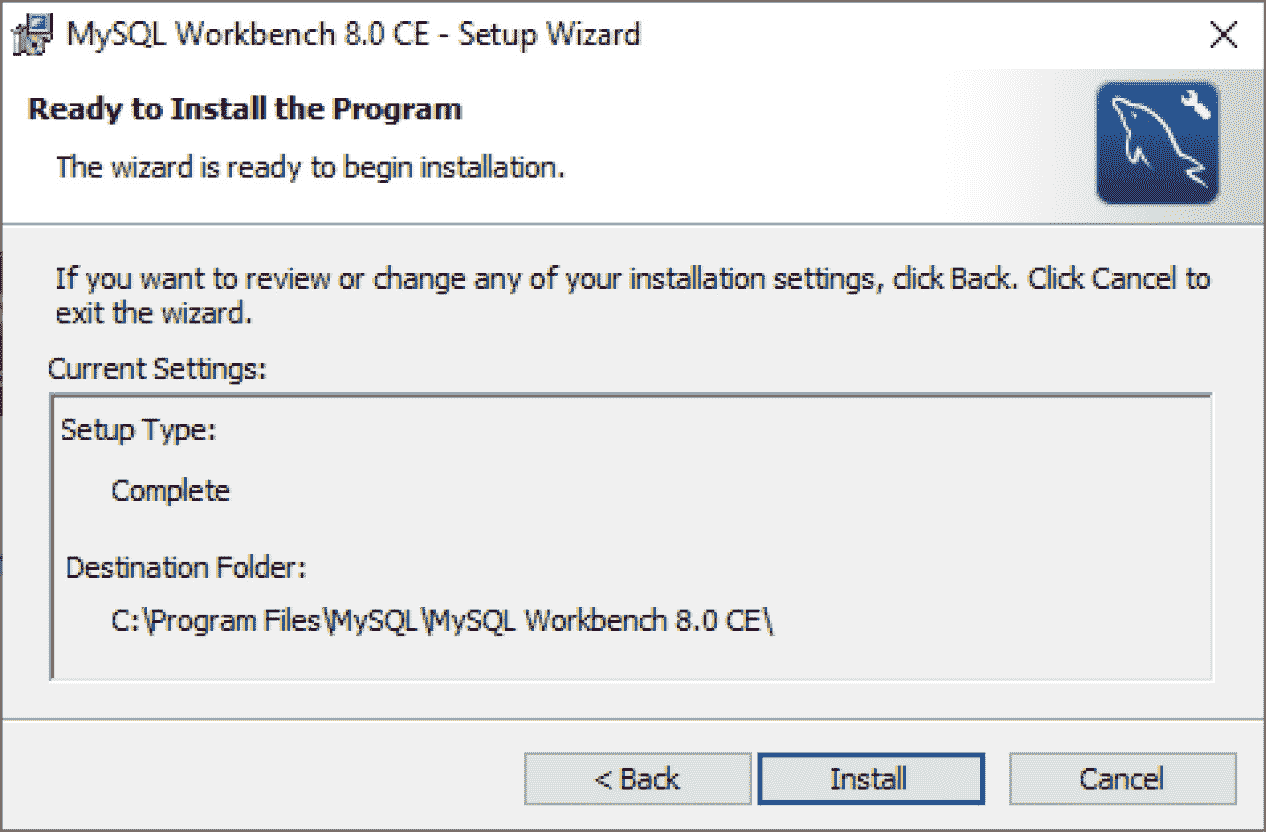 MySQL Workbench 8.0 CE - Setup Wizard
Ready to Install the Program
The wizard is ready to begin installation.
If you want to review or change any of your installation settings, click Back. Click Cancel to
exit the wizard.
Current Settings:
Setup Type:
Complete
Destination Folder:
C:\Program Files\MySQL\MySQL Workbench 8.0 CE\
< Back
Install
Cancel